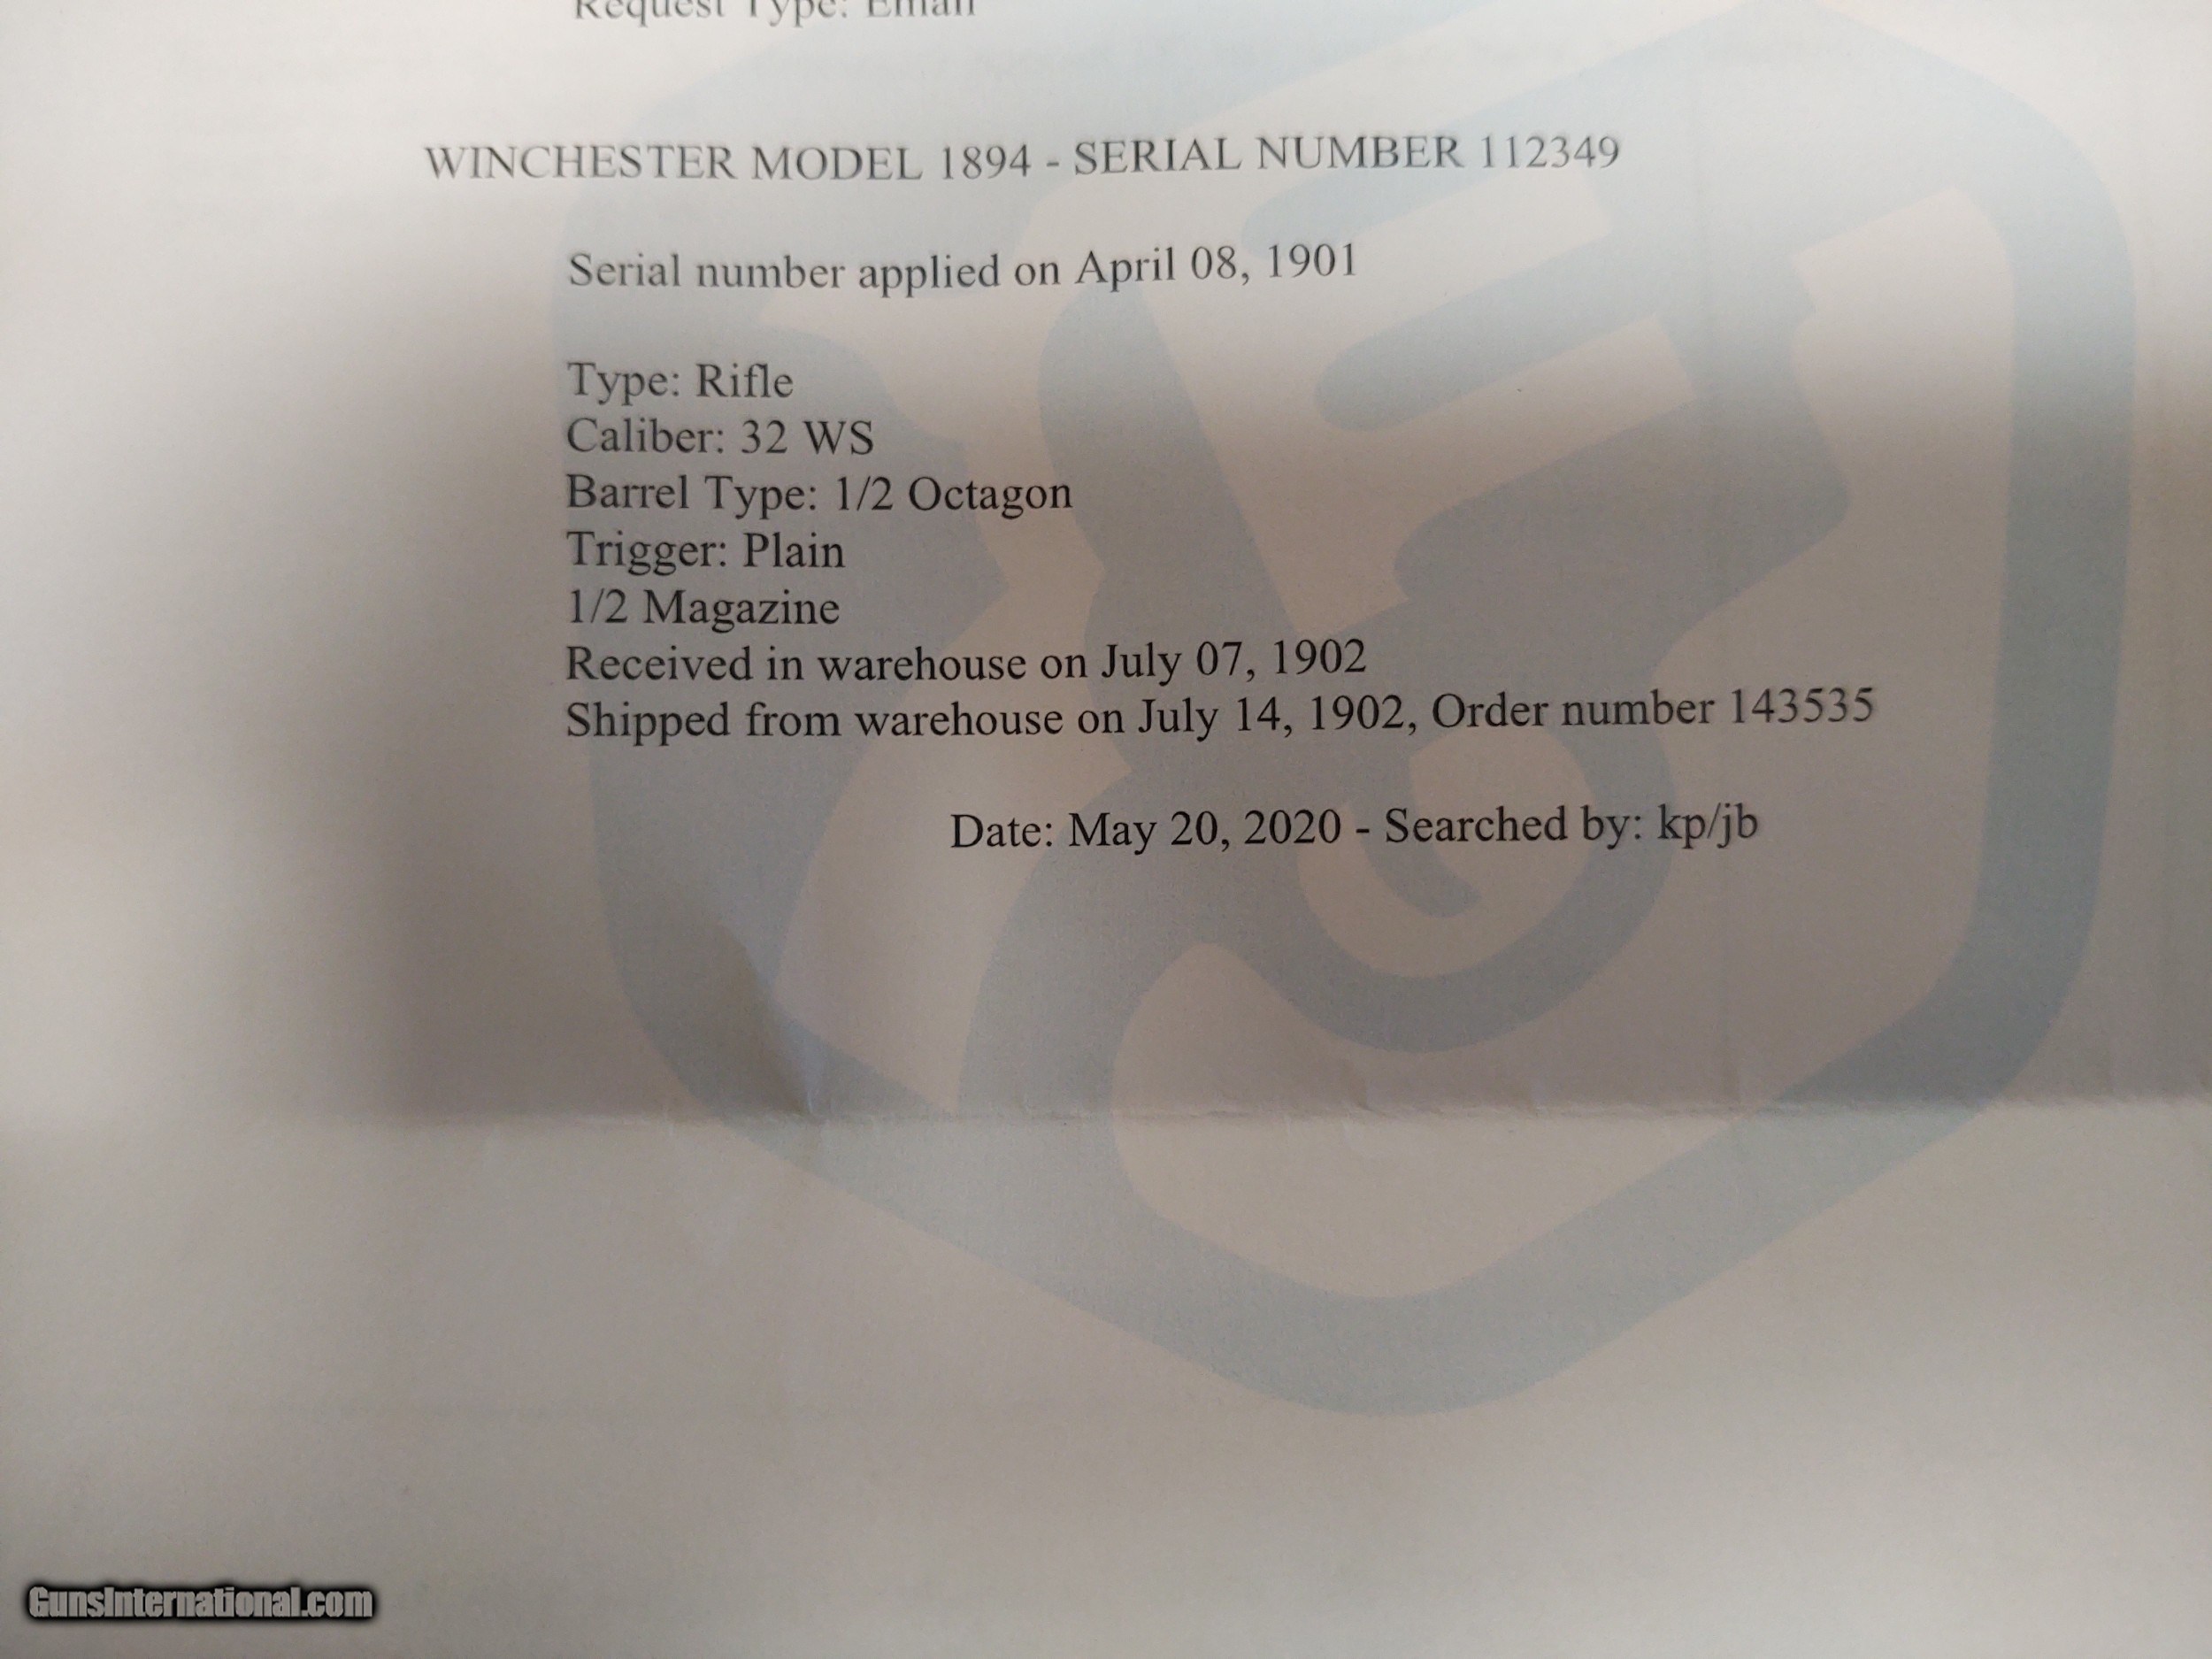 Request Type: Email
WINCHESTER MODEL 1894 - SERIAL NUMBER 112349
Serial number applied on April 08, 1901
Type: Rifle
Caliber: 32 WS
Barrel Type: 1/2 Octagon
Trigger: Plain
1/2 Magazine
Received in warehouse on July 07, 1902
Shipped from warehouse on July 14, 1902, Order number 143535
Date: May 20, 2020 - Searched by: kp/jb
GunsInternational.com